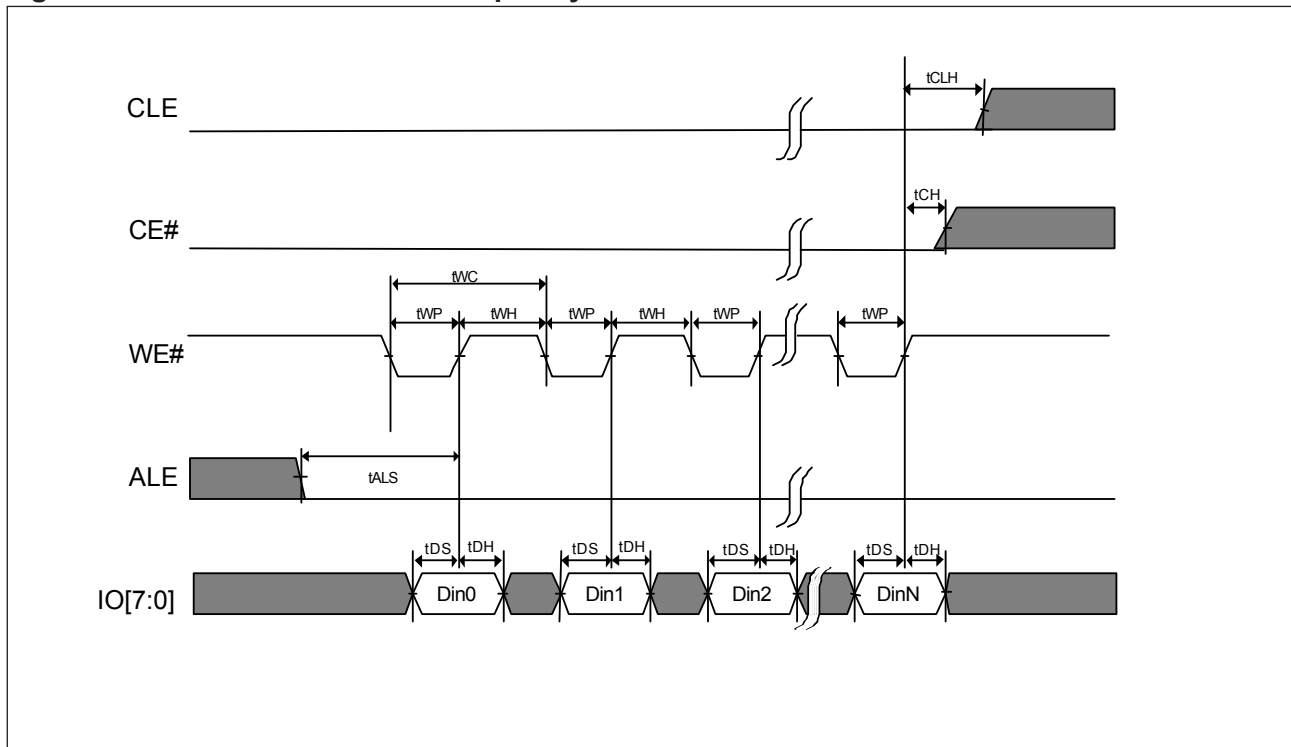 tCLH
CLE
tCH
CE#
tWC
tWP tWH tWP tWH tWP tWP
WE#
ALE
tALS
tDS tDH tDS tDH tDS tDH tDS tDH
IO[7:0] Din0 Din1 Din2 DinN